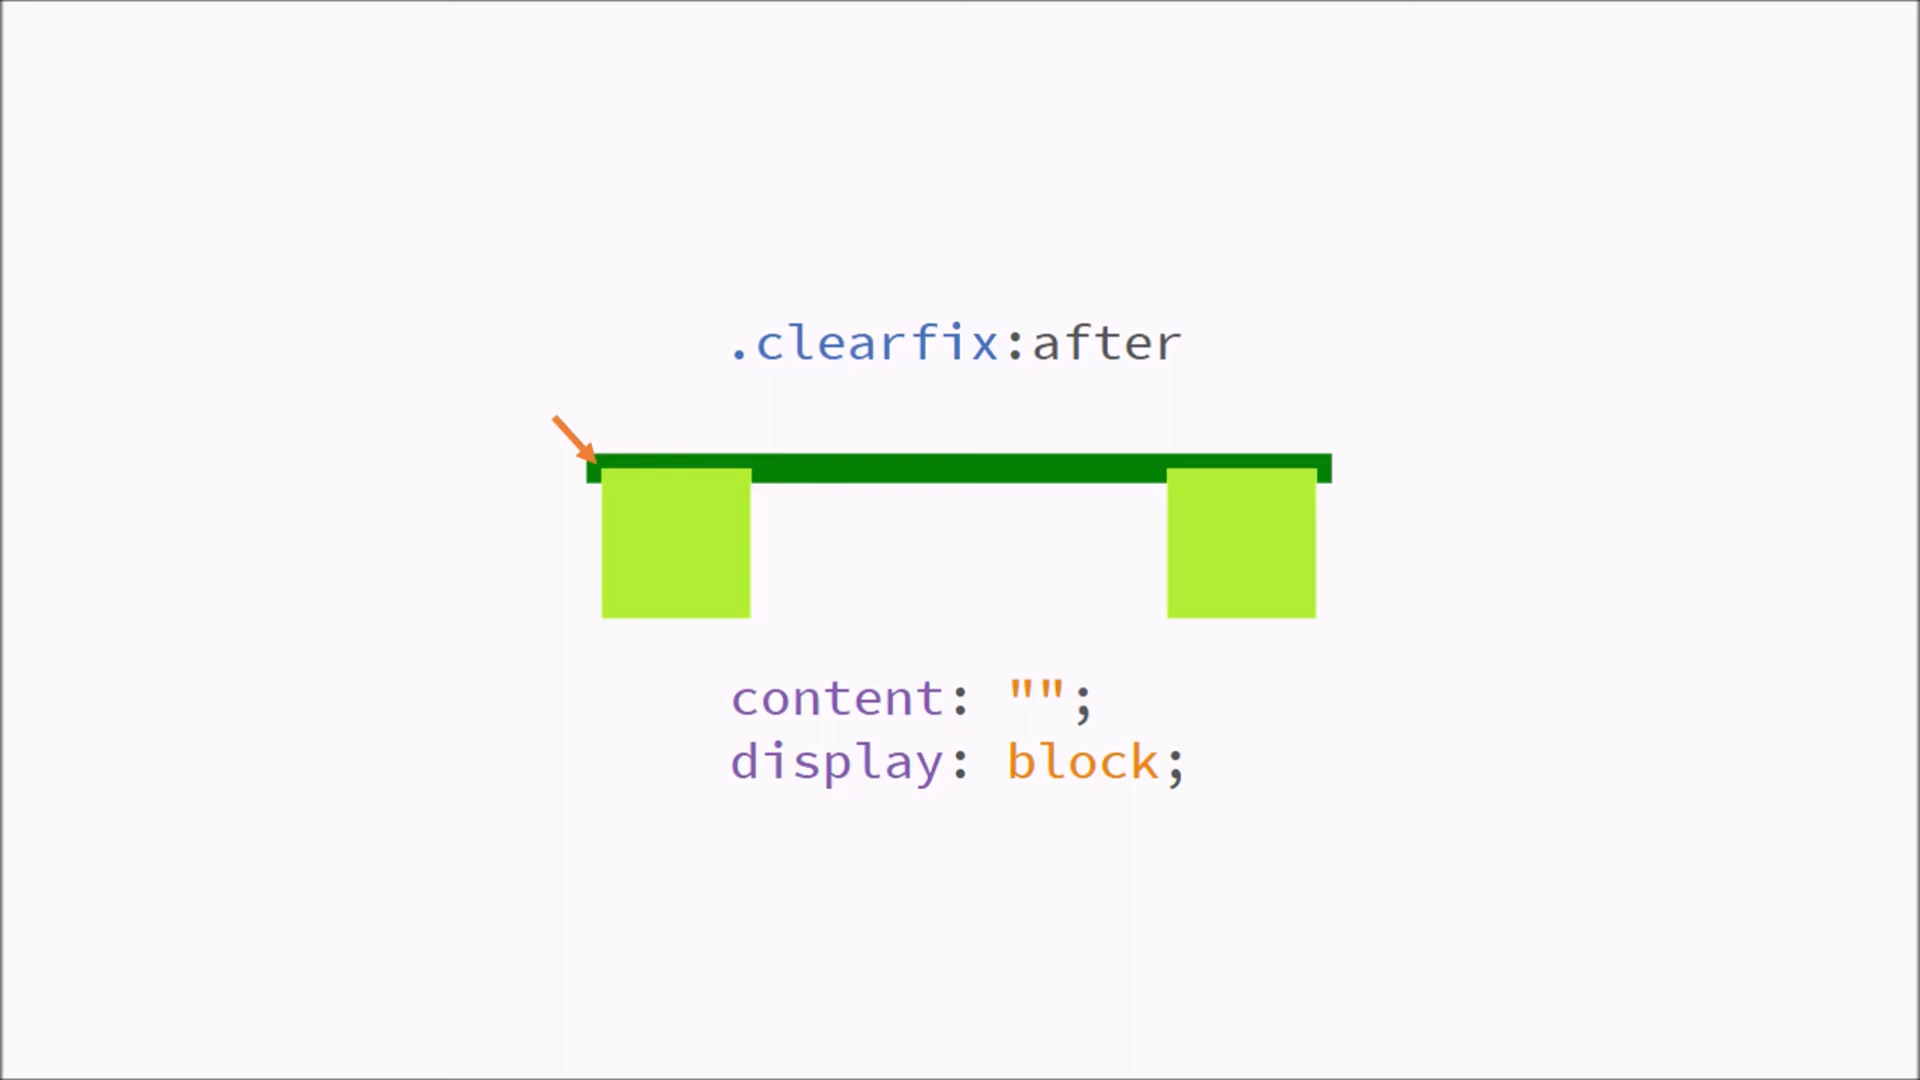 .clearfix:after
content: "";
display: block;